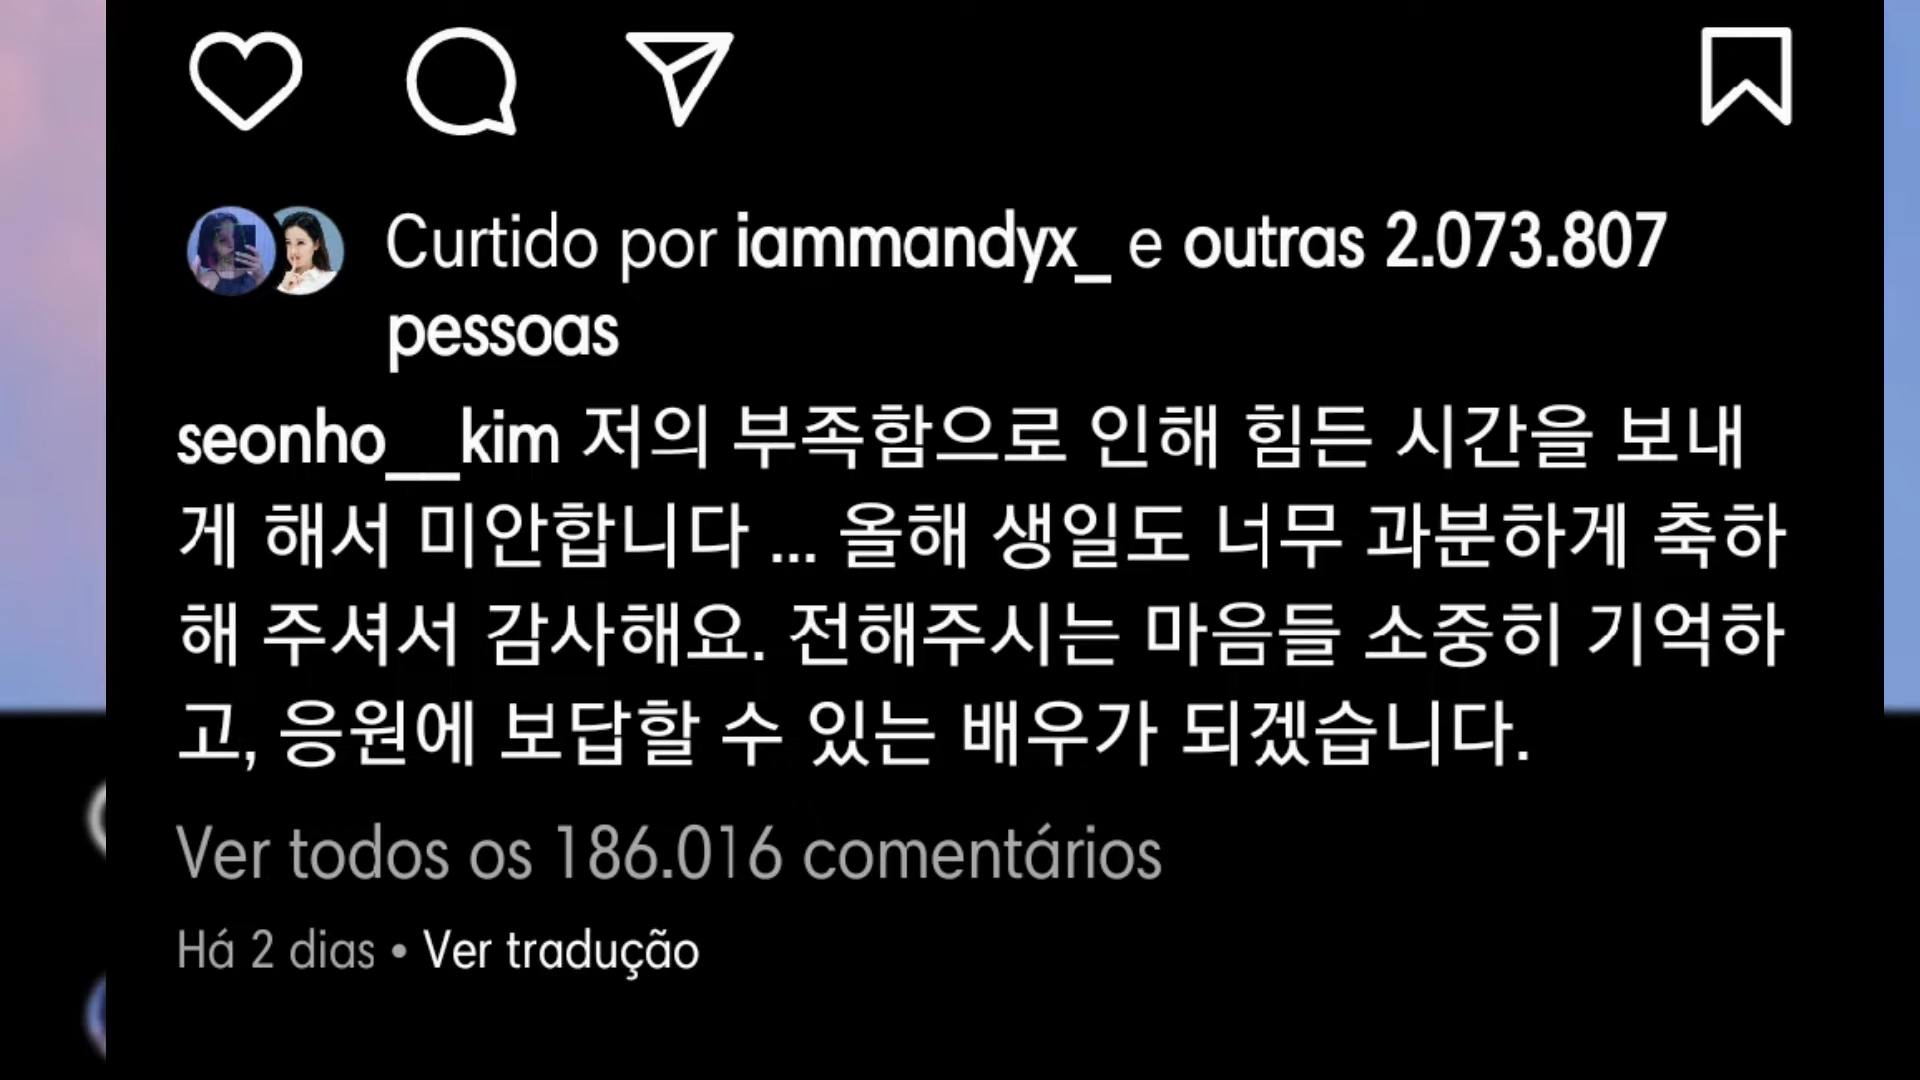 Curtido por iammandyx_ e outras 2.073.807
pessoas
seonho__kim 저의 부족함으로 인해 힘든 시간을 보내
게 해서 미안합니다 ... 올해 생일도 너무 과분하게 축하
해 주셔서 감사해요. 전해주시는 마음들 소중히 기억하
고, 응원에 보답할 수 있는 배우가 되겠습니다.
Ver todos os 186.016 comentários
Há 2 dias • Ver tradução